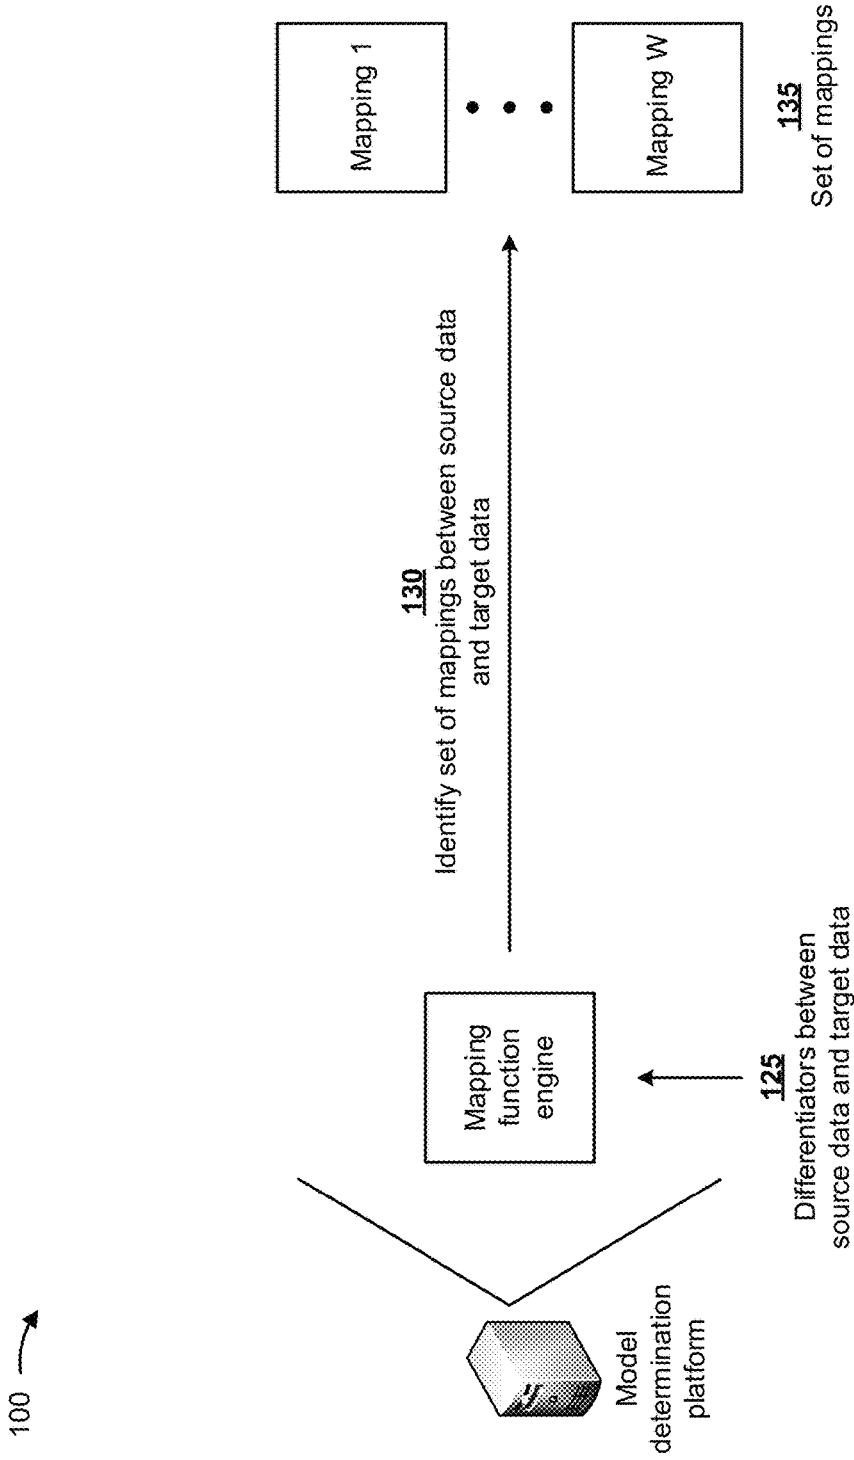 100
Model
determination
platform
Mapping
function
engine
125
Differentiators between
source data and target data
130
Identify set of mappings between source data
and target data
Mapping 1
Mapping W
135
Set of mappings